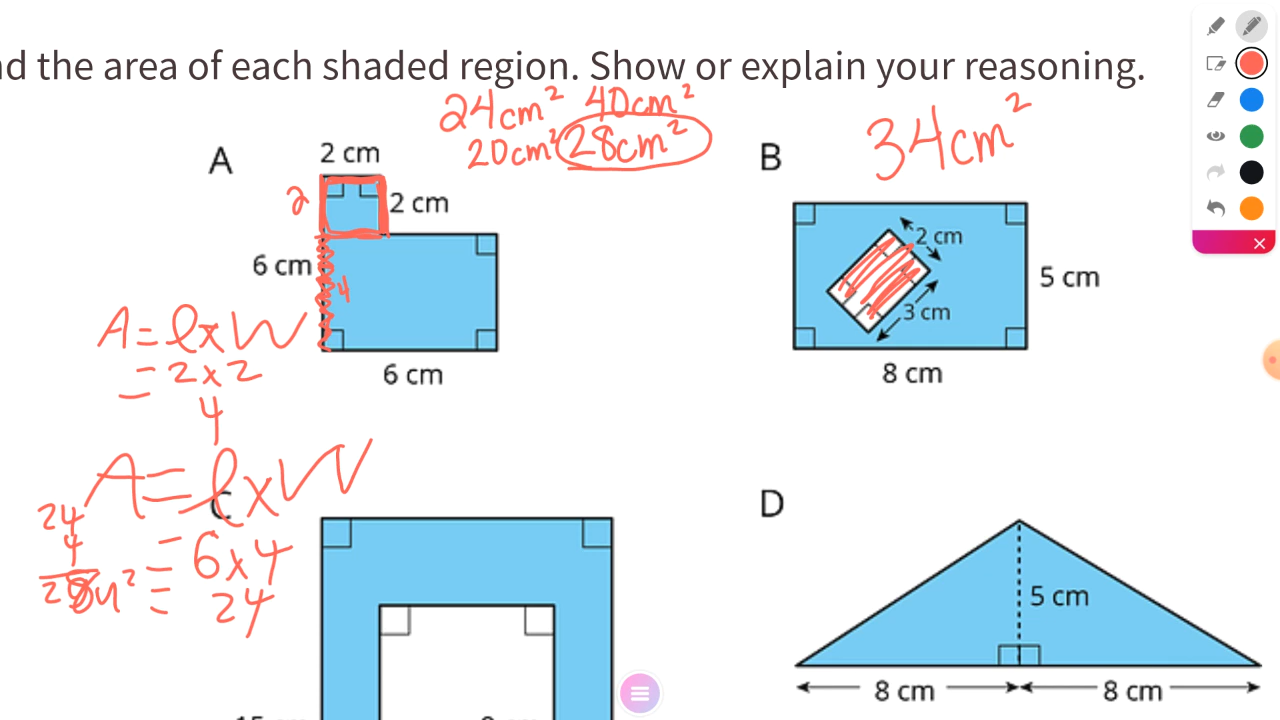 d the area of each shaded region. Show or explain your reasoning.
24cm² 40cm²
20cm² 28cm²
34cm²
A
2 cm
2
2 cm
6 cm
4
6 cm
A = l x W
= 2 x 2
4
B
2 cm
3 cm
5 cm
8 cm
A = l x W
= 6 x 4
= 24
24
4
28u²
C
D
5 cm
8 cm 8 cm